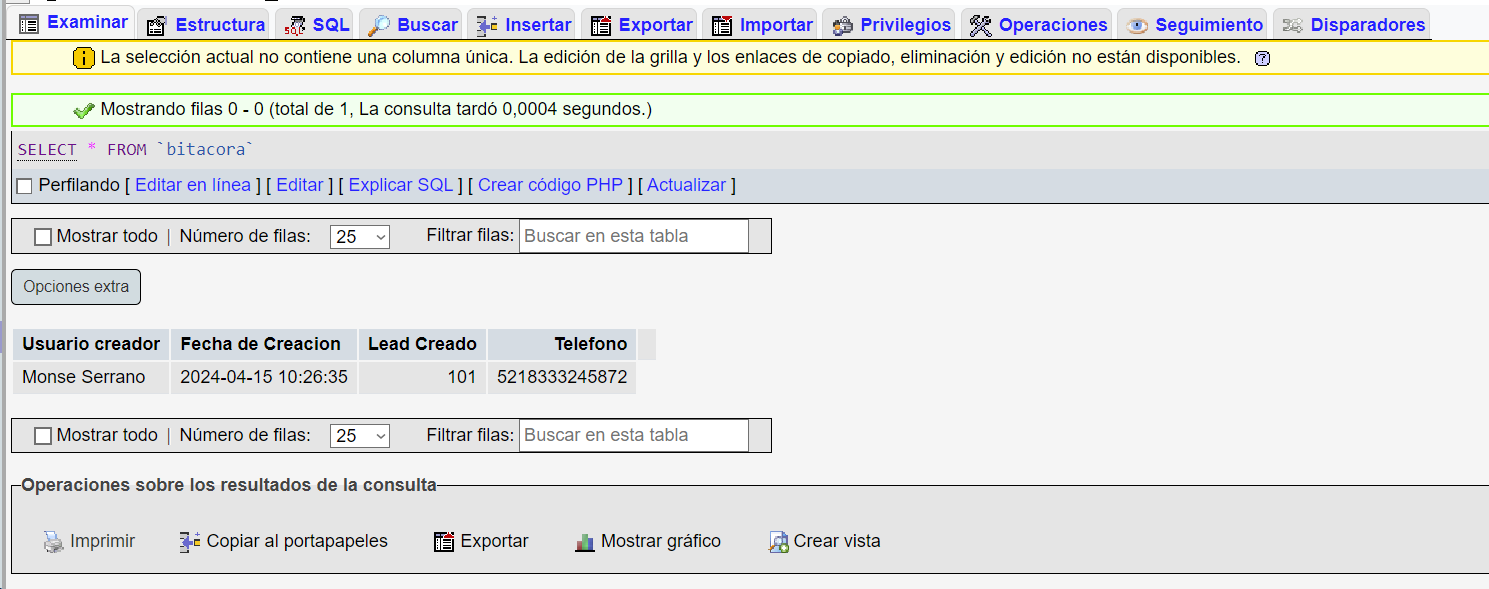 Examinar Estructura SQL Buscar Insertar Exportar Importar Privilegios Operaciones Seguimiento Disparadores
La selección actual no contiene una columna única. La edición de la grilla y los enlaces de copiado, eliminación y edición no están disponibles.
Mostrando filas 0 - 0 (total de 1, La consulta tardó 0,0004 segundos.)
SELECT * FROM `bitacora`
Perfilando [ Editar en línea ] [ Editar ] [ Explicar SQL ] [ Crear código PHP ] [ Actualizar ]
Mostrar todo | Número de filas: 25 Filtrar filas: Buscar en esta tabla
Opciones extra
Usuario creador Fecha de Creacion Lead Creado Telefono
Monse Serrano 2024-04-15 10:26:35 101 5218333245872
Mostrar todo | Número de filas: 25 Filtrar filas: Buscar en esta tabla
Operaciones sobre los resultados de la consulta
Imprimir Copiar al portapapeles Exportar Mostrar gráfico Crear vista